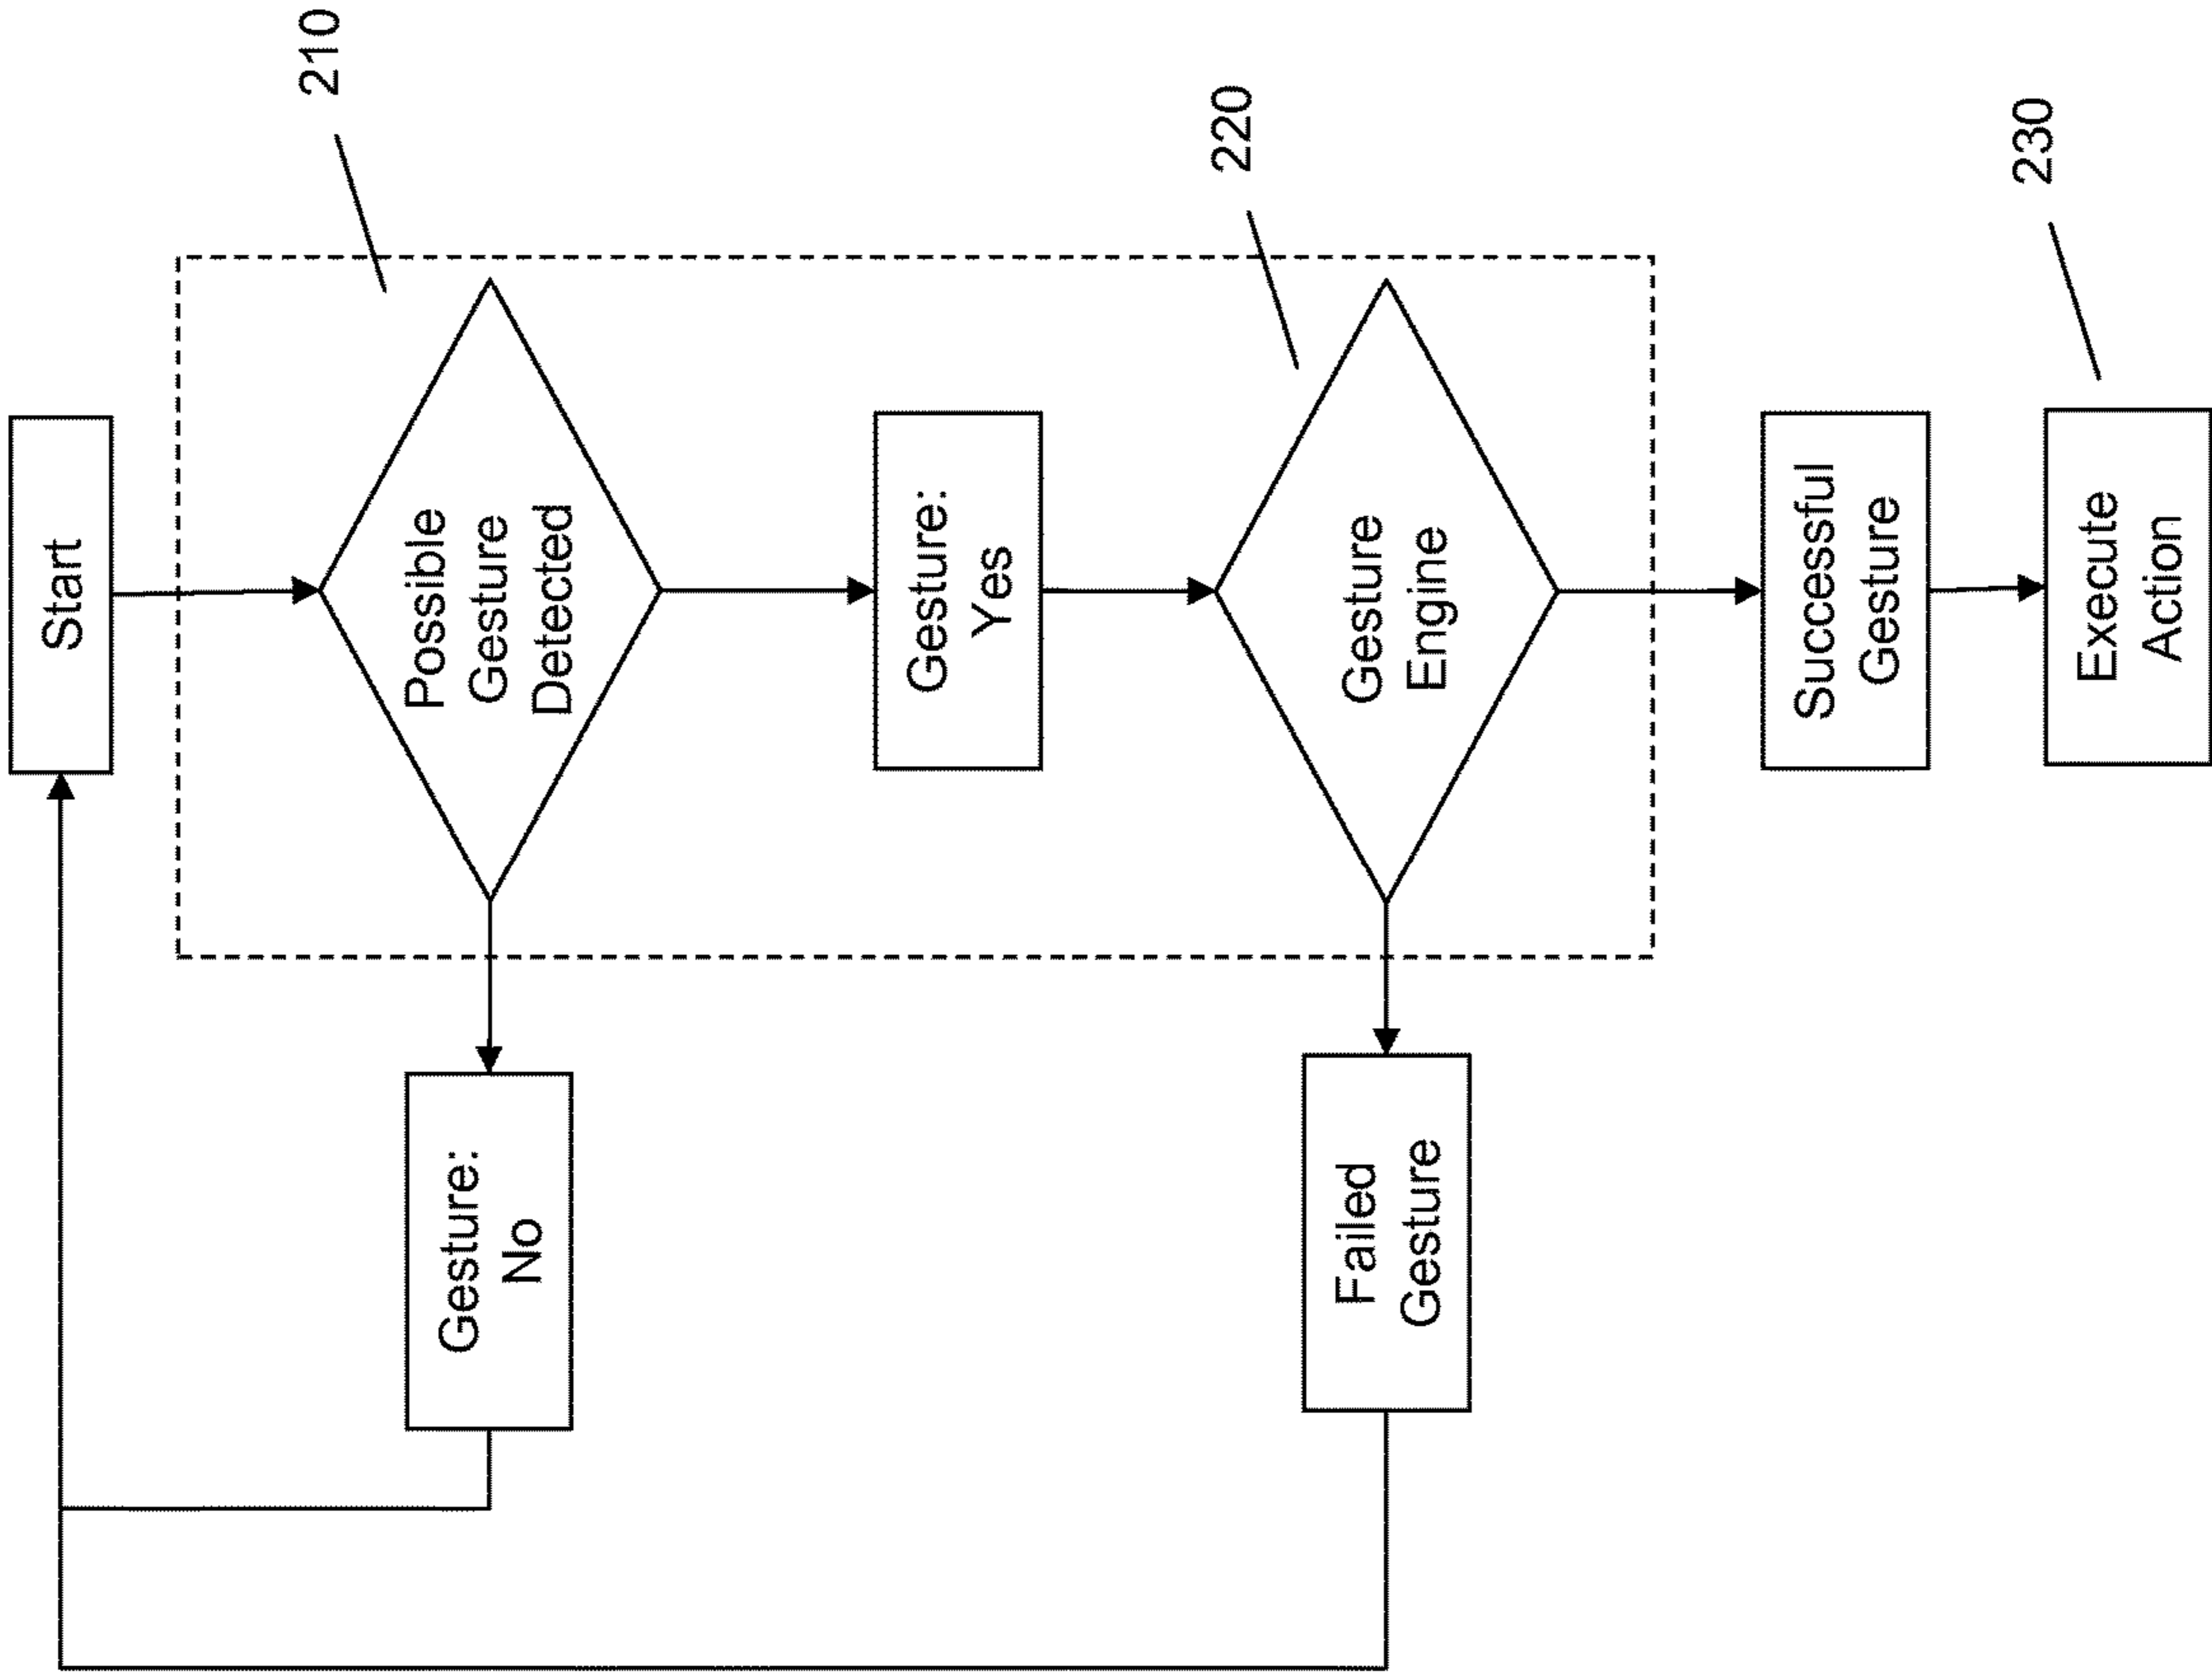 Start
210
Possible
Gesture
Detected
Gesture:
No
Gesture:
Yes
220
Gesture
Engine
Failed
Gesture
Successful
Gesture
230
Execute
Action